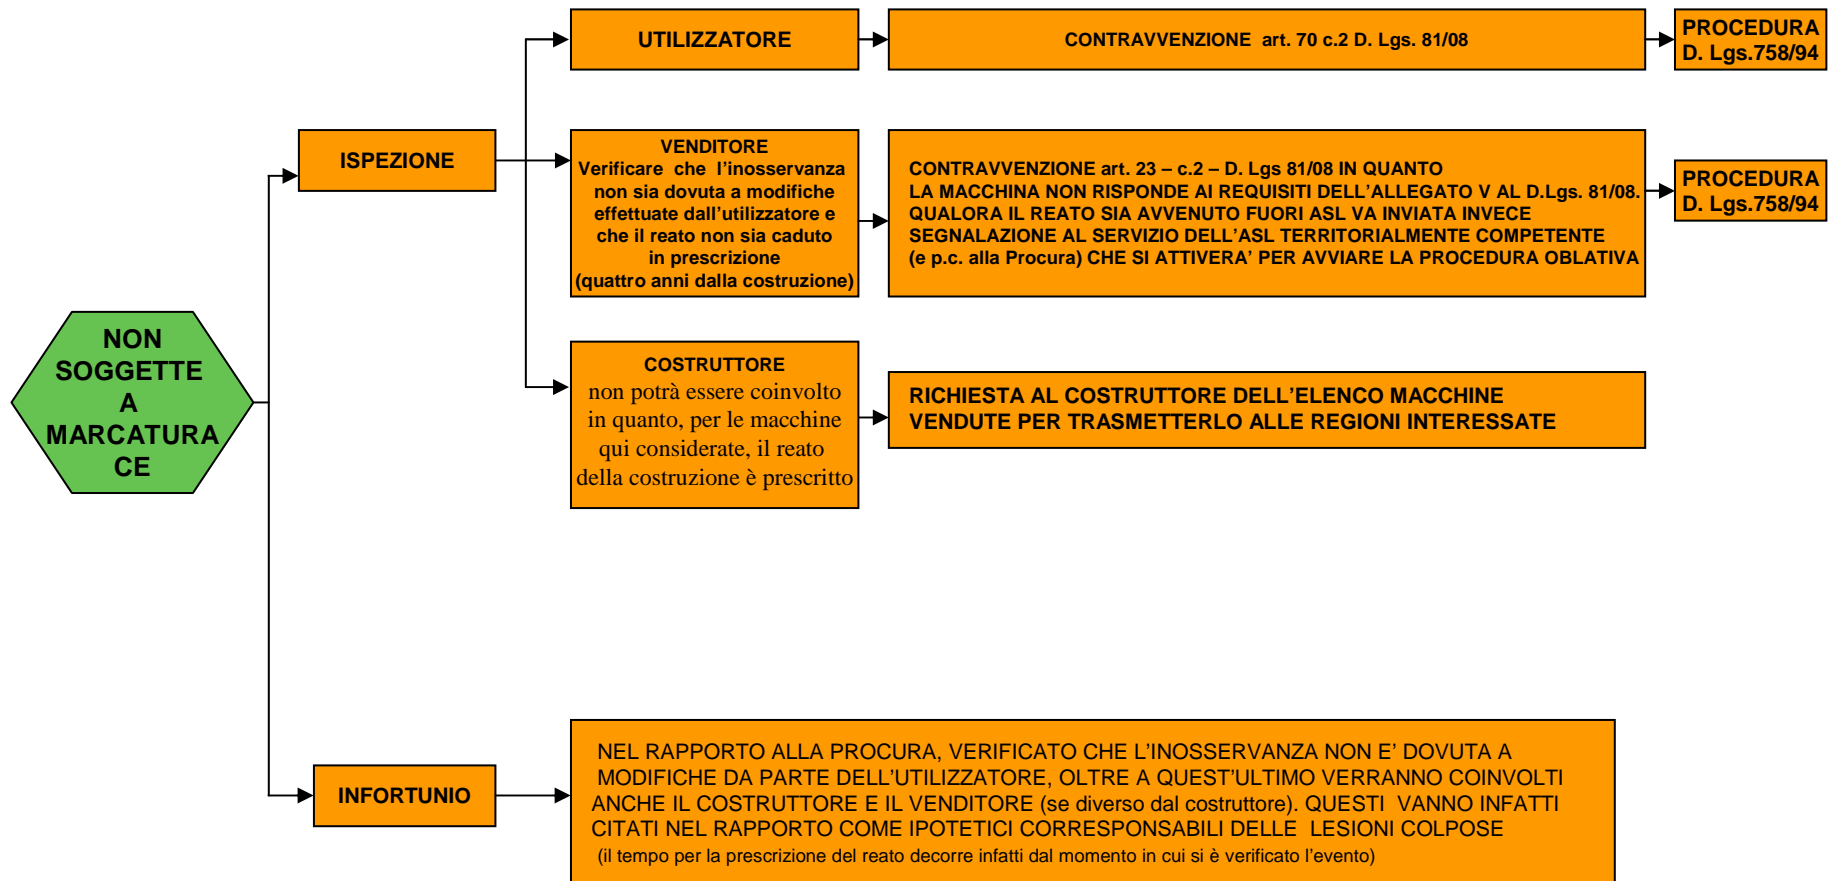 NON
SOGGETTE
A
MARCATURA
CE
ISPEZIONE
UTILIZZATORE
CONTRAVVENZIONE art. 70 c.2 D. Lgs. 81/08
PROCEDURA
D. Lgs.758/94
VENDITORE
Verificare che l'inosservanza
non sia dovuta a modifiche
effettuate dall'utilizzatore e
che il reato non sia caduto
in prescrizione
(quattro anni dalla costruzione)
CONTRAVVENZIONE art. 23 – c.2 – D. Lgs 81/08 IN QUANTO
LA MACCHINA NON RISPONDE AI REQUISITI DELL'ALLEGATO V AL D.Lgs. 81/08.
QUALORA IL REATO SIA AVVENUTO FUORI ASL VA INVIATA INVECE
SEGNALAZIONE AL SERVIZIO DELL'ASL TERRITORIALMENTE COMPETENTE
(e p.c. alla Procura) CHE SI ATTIVERA' PER AVVIARE LA PROCEDURA OBLATIVA
PROCEDURA
D. Lgs.758/94
COSTRUTTORE
non potrà essere coinvolto
in quanto, per le macchine
qui considerate, il reato
della costruzione è prescritto
RICHIESTA AL COSTRUTTORE DELL'ELENCO MACCHINE
VENDUTE PER TRASMETTERLO ALLE REGIONI INTERESSATE
INFORTUNIO
NEL RAPPORTO ALLA PROCURA, VERIFICATO CHE L'INOSSERVANZA NON E' DOVUTA A
MODIFICHE DA PARTE DELL'UTILIZZATORE, OLTRE A QUEST'ULTIMO VERRANNO COINVOLTI
ANCHE IL COSTRUTTORE E IL VENDITORE (se diverso dal costruttore). QUESTI VANNO INFATTI
CITATI NEL RAPPORTO COME IPOTETICI CORRESPONSABILI DELLE LESIONI COLPOSE
(il tempo per la prescrizione del reato decorre infatti dal momento in cui si è verificato l'evento)